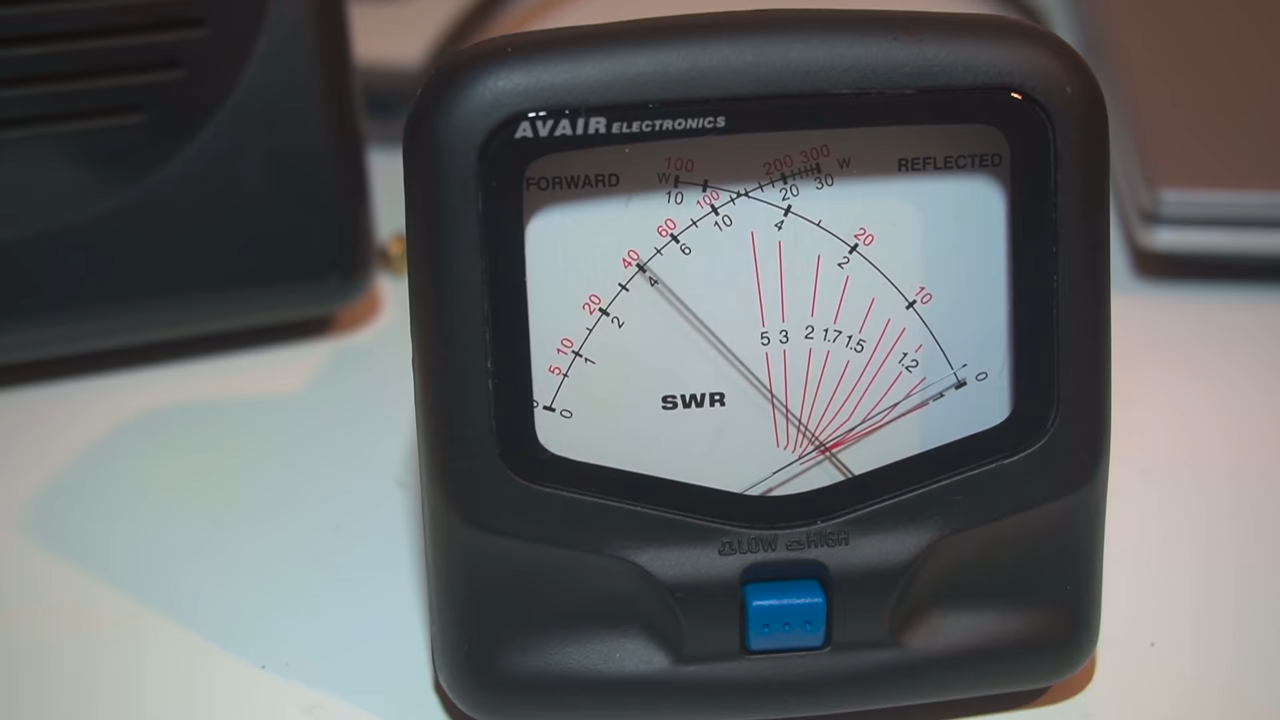 AVAIR ELECTRONICS
FORWARD W 100 200 300 W REFLECTED
10 100 20 30
60 10 4 20
40 6 2
4
20 10
2
10 5 3 2 1.7 1.5
5 1 1.2
0 0 0
SWR
LOW HIGH